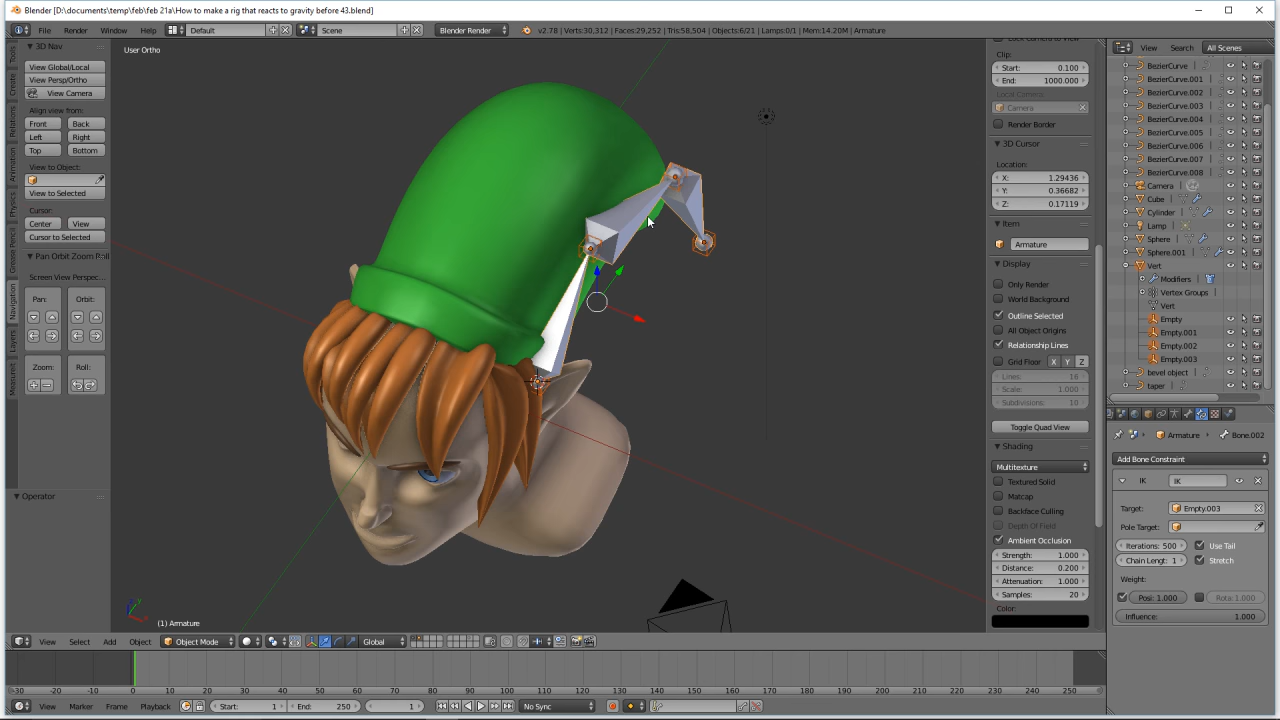 Blender [D:\documents\temp\feb\feb 21a\How to make a rig that reacts to gravity before 43.blend]
File Render Window Help Default Scene Blender Render v2.78 | Verts:30,312 | Faces:29,252 | Tris:58,504 | Objects:6/21 | Lamps:0/1 | Mem:14.20M | Armature
3D Nav
View Global/Local
View Persp/Ortho
View Camera
Align view from:
Front Back
Left Right
Top Bottom
View to Object:
View to Selected
Cursor:
Center View
Cursor to Selected
Pan Orbit Zoom Roll
Screen View Perspec...
Pan: Orbit:
Zoom: Roll:
Operator
Tools
Create
Relations
Animation
Physics
Grease Pencil
Navigation
Layers
Measureit
User Ortho
(1) Armature
Clip:
Start: 0.100
End: 1000.000
Local Camera:
Camera
Render Border
3D Cursor
Location:
X: 1.29436
Y: 0.36682
Z: 0.17119
Item
Armature
Display
Only Render
World Background
Outline Selected
All Object Origins
Relationship Lines
Grid Floor X Y Z
Lines: 16
Scale: 1.000
Subdivisions: 10
Toggle Quad View
Shading
Multitexture
Textured Solid
Matcap
Backface Culling
Depth Of Field
Ambient Occlusion
Strength: 1.000
Distance: 0.200
Attenuation: 1.000
Samples: 20
Color:
View Search All Scenes
BezierCurve
BezierCurve.001
BezierCurve.002
BezierCurve.003
BezierCurve.004
BezierCurve.005
BezierCurve.006
BezierCurve.007
BezierCurve.008
Camera
Cube
Cylinder
Lamp
Sphere
Sphere.001
Vert
Modifiers
Vertex Groups
Vert
Empty
Empty.001
Empty.002
Empty.003
bevel object
taper
Armature Bone.002
Add Bone Constraint
IK IK
Target: Empty.003
Pole Target:
Iterations: 500 Use Tail
Chain Lengt: 1 Stretch
Weight:
Posi: 1.000 Rota: 1.000
Influence: 1.000
View Select Add Object Object Mode Global
-30 -20 -10 0 10 20 30 40 50 60 70 80 90 100 110 120 130 140 150 160 170 180 190 200 210 220 230 240 250
View Marker Frame Playback Start: 1 End: 250 1 No Sync